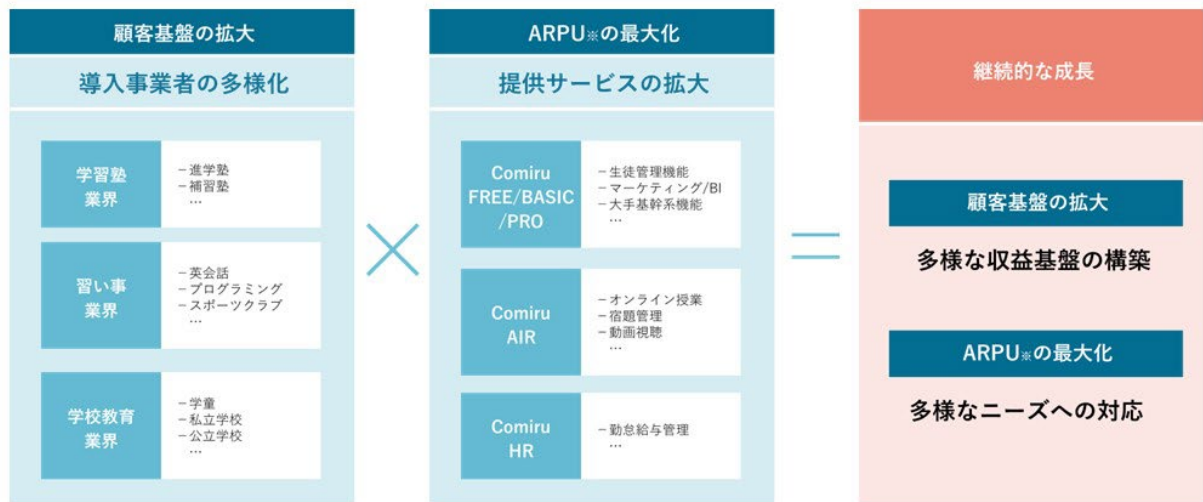 顧客基盤の拡大
導入事業者の多様化
学習塾
業界
－進学塾
－補習塾
…
習い事
業界
－英会話
－プログラミング
－スポーツクラブ
…
学校教育
業界
－学童
－私立学校
－公立学校
…
×
ARPU※の最大化
提供サービスの拡大
Comiru
FREE/BASIC
/PRO
－生徒管理機能
－マーケティング/BI
－大手基幹系機能
…
Comiru
AIR
－オンライン授業
－宿題管理
－動画視聴
…
Comiru
HR
－勤怠給与管理
…
＝
継続的な成長
顧客基盤の拡大
多様な収益基盤の構築
ARPU※の最大化
多様なニーズへの対応